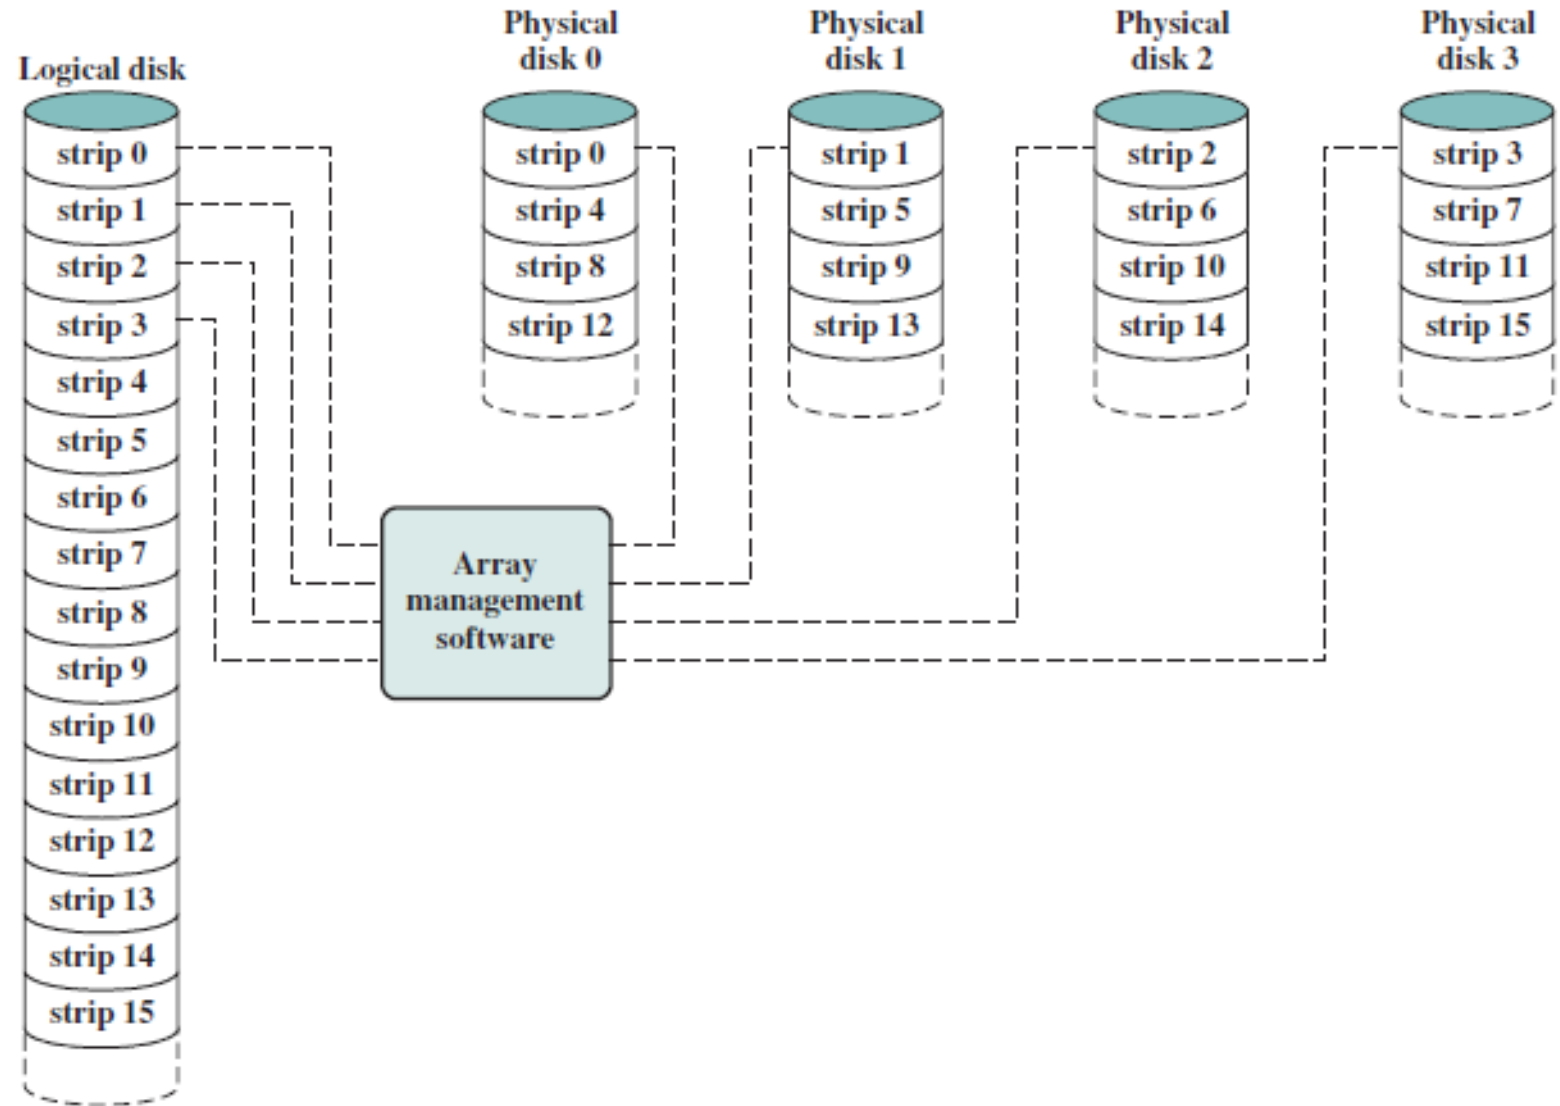 Logical disk
strip 0
strip 1
strip 2
strip 3
strip 4
strip 5
strip 6
strip 7
strip 8
strip 9
strip 10
strip 11
strip 12
strip 13
strip 14
strip 15
Physical
disk 0
strip 0
strip 4
strip 8
strip 12
Physical
disk 1
strip 1
strip 5
strip 9
strip 13
Physical
disk 2
strip 2
strip 6
strip 10
strip 14
Physical
disk 3
strip 3
strip 7
strip 11
strip 15
Array
management
software